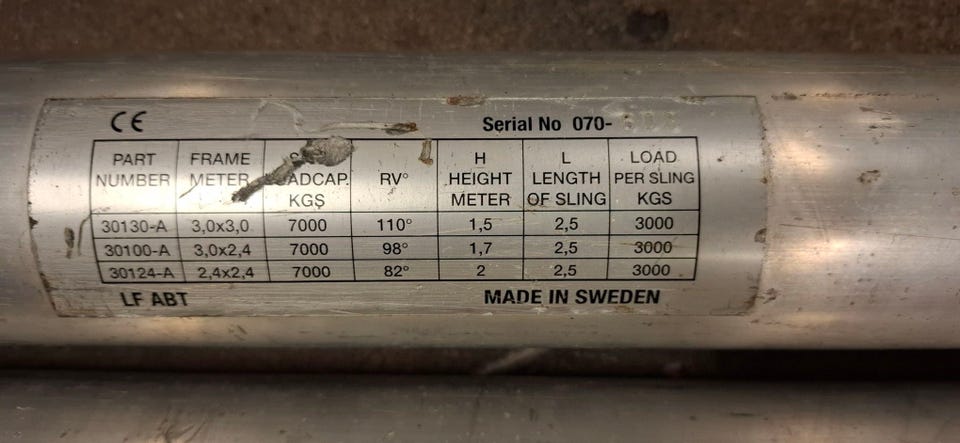 CE
Serial No 070-
PART NUMBER FRAME METER KGS RV° H HEIGHT METER L LENGTH OF SLING LOAD PER SLING KGS
30130-A 3,0x3,0 7000 110° 1,5 2,5 3000
30100-A 3,0x2,4 7000 98° 1,7 2,5 3000
30124-A 2,4x2,4 7000 82° 2 2,5 3000
LF ABT MADE IN SWEDEN